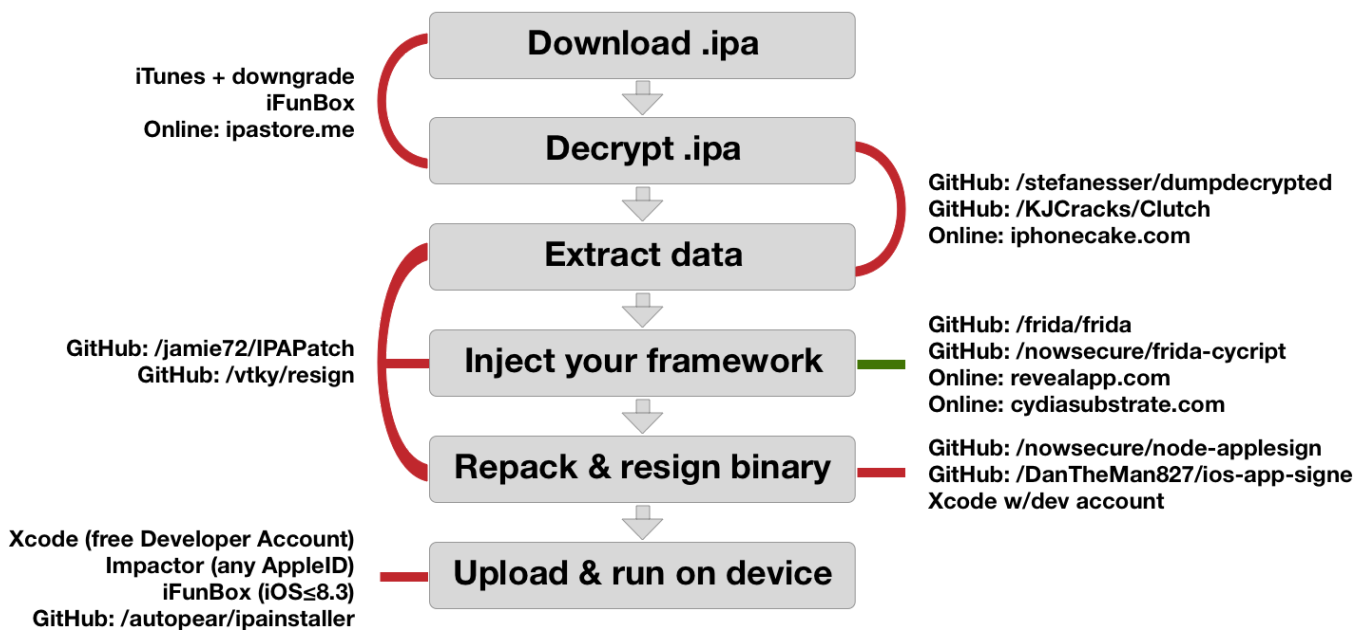 Download .ipa
iTunes + downgrade
iFunBox
Online: ipastore.me
Decrypt .ipa
GitHub: /stefanesser/dumpdecrypted
GitHub: /KJCracks/Clutch
Online: iphonecake.com
Extract data
GitHub: /jamie72/IPAPatch
GitHub: /vtky/resign
Inject your framework
GitHub: /frida/frida
GitHub: /nowsecure/frida-cycript
Online: revealapp.com
Online: cydiasubstrate.com
Repack & resign binary
GitHub: /nowsecure/node-applesign
GitHub: /DanTheMan827/ios-app-signe
Xcode w/dev account
Xcode (free Developer Account)
Impactor (any AppleID)
iFunBox (iOS≤8.3)
GitHub: /autopear/ipainstaller
Upload & run on device